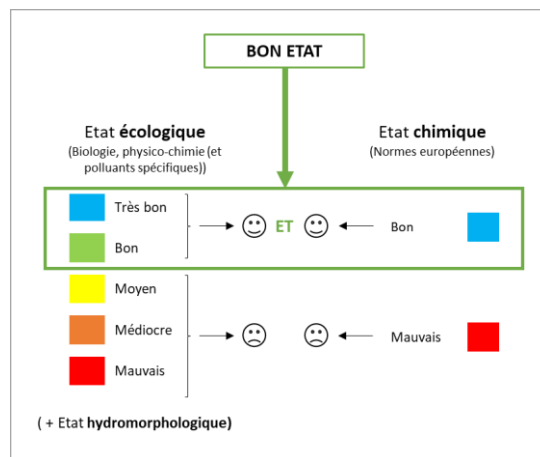 BON ETAT
Etat écologique
(Biologie, physico-chimie (et
polluants spécifiques))
Etat chimique
(Normes européennes)
Très bon
Bon
ET
Bon
Moyen
Médiocre
Mauvais
Mauvais
( + Etat hydromorphologique)